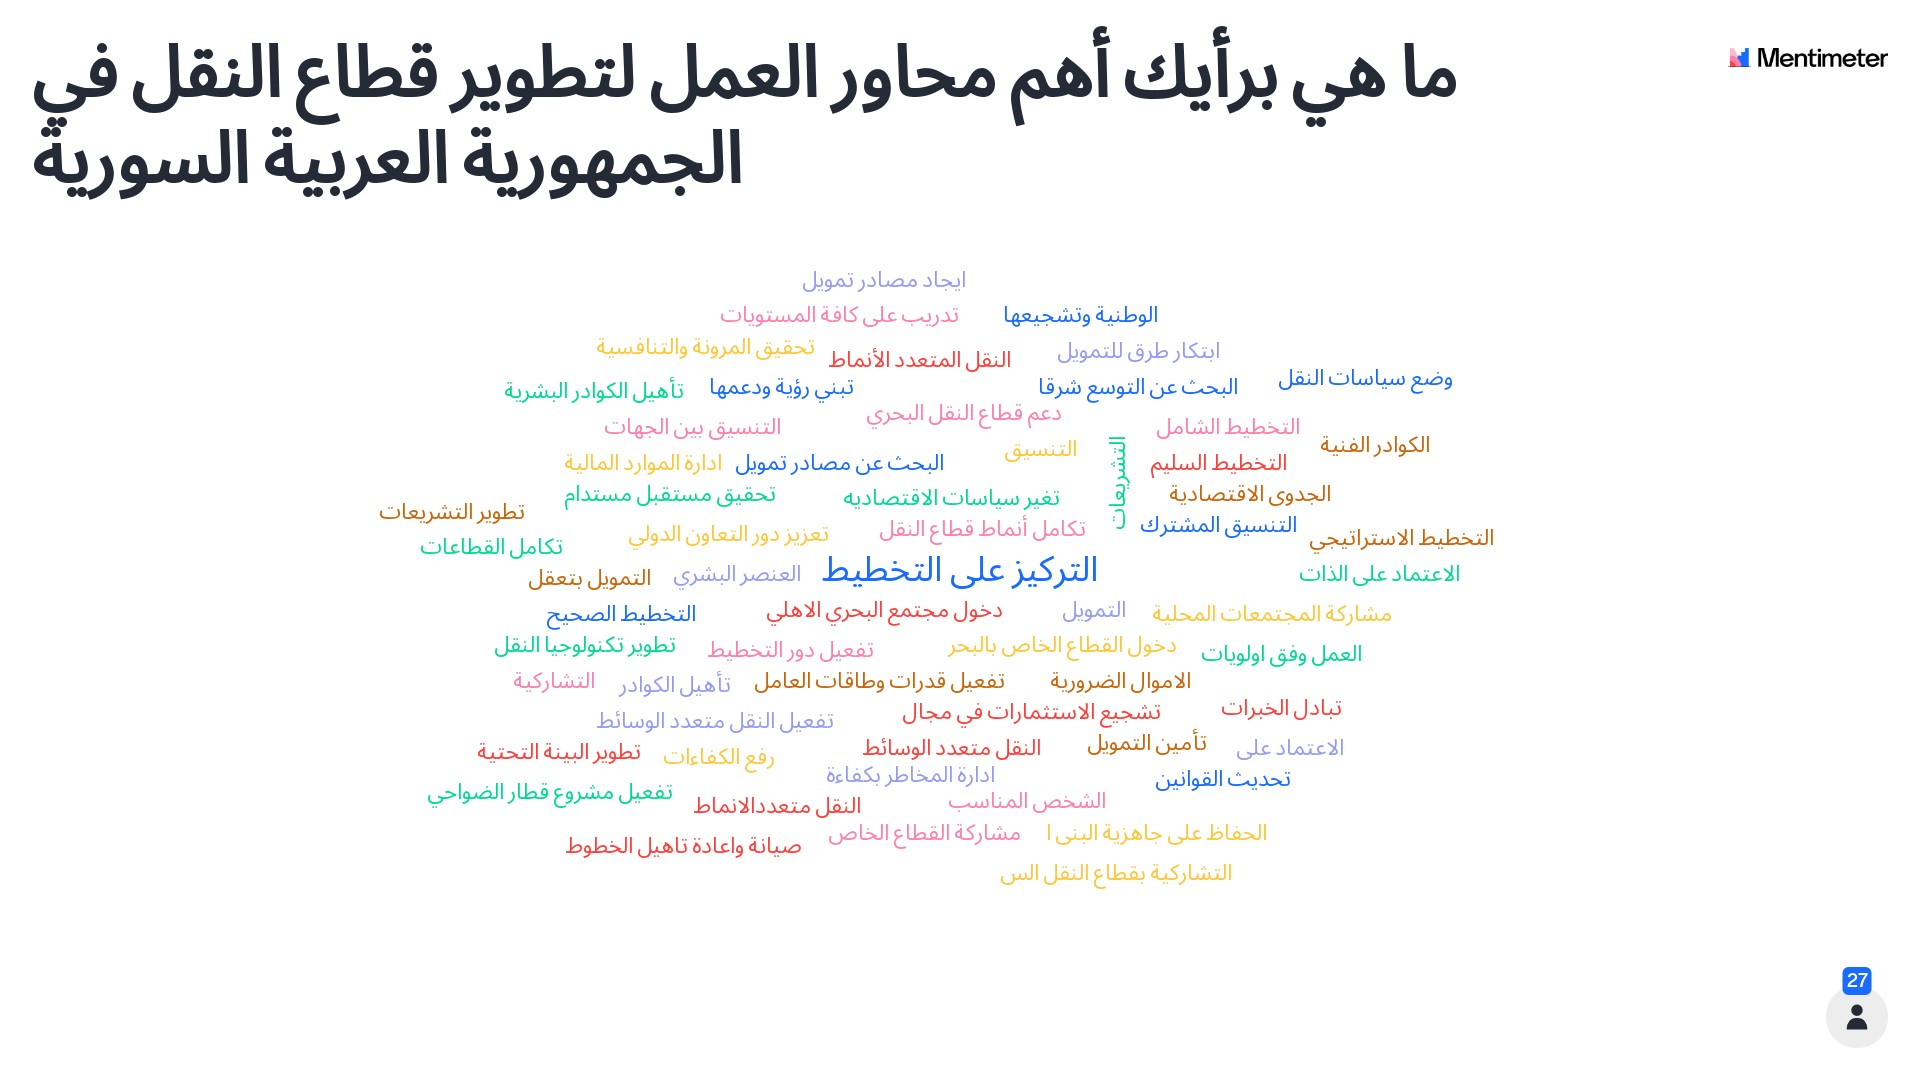 ما هي برأيك أهم محاور العمل لتطوير قطاع النقل في
الجمهورية العربية السورية
Mentimeter
ايجاد مصادر تمويل
الوطنية وتشجيعها
تدريب على كافة المستويات
ابتكار طرق للتمويل
النقل المتعدد الأنماط
تحقيق المرونة والتنافسية
وضع سياسات النقل
البحث عن التوسع شرقا
تبني رؤية ودعمها
تأهيل الكوادر البشرية
دعم قطاع النقل البحري
التخطيط الشامل
التنسيق بين الجهات
الكوادر الفنية
التنسيق
التشريعات
التخطيط السليم
البحث عن مصادر تمويل
ادارة الموارد المالية
الجدوى الاقتصادية
تغير سياسات الاقتصاديه
تحقيق مستقبل مستدام
تطوير التشريعات
التنسيق المشترك
تكامل أنماط قطاع النقل
تعزيز دور التعاون الدولي
التخطيط الاستراتيجي
تكامل القطاعات
التركيز على التخطيط
الاعتماد على الذات
العنصر البشري
التمويل بتعقل
مشاركة المجتمعات المحلية
التمويل
دخول مجتمع البحري الاهلي
التخطيط الصحيح
العمل وفق اولويات
دخول القطاع الخاص بالبحر
تفعيل دور التخطيط
تطوير تكنولوجيا النقل
الاموال الضرورية
تفعيل قدرات وطاقات العامل
تأهيل الكوادر
التشاركية
تبادل الخبرات
تشجيع الاستثمارات في مجال
تفعيل النقل متعدد الوسائط
الاعتماد على
تأمين التمويل
النقل متعدد الوسائط
رفع الكفاءات
تطوير البينة التحتية
تحديث القوانين
ادارة المخاطر بكفاءة
تفعيل مشروع قطار الضواحي
الشخص المناسب
النقل متعددالانماط
الحفاظ على جاهزية البنى ا
مشاركة القطاع الخاص
صيانة واعادة تاهيل الخطوط
التشاركية بقطاع النقل الس
27